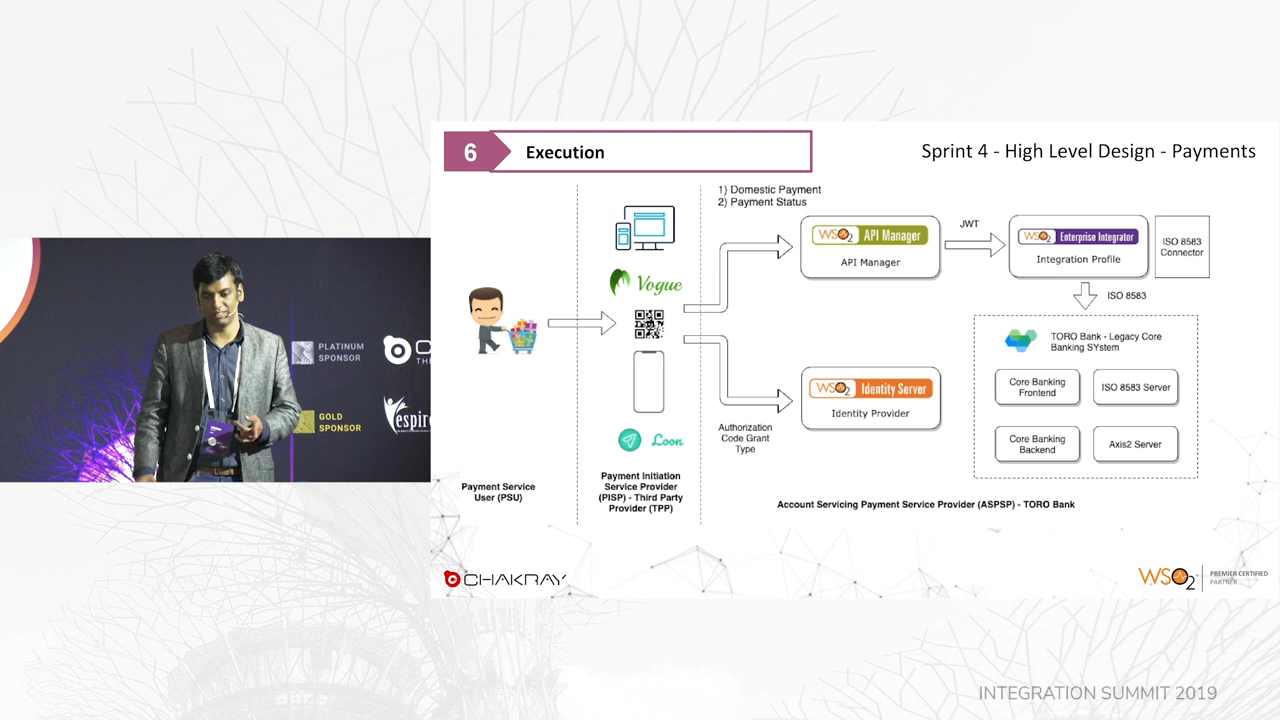 6
Execution
Sprint 4 - High Level Design - Payments
1) Domestic Payment
2) Payment Status
WSO2 API Manager
API Manager
JWT
WSO2 Enterprise Integrator
Integration Profile
ISO 8583
Connector
ISO 8583
Vogue
TORO Bank - Legacy Core
Banking SYstem
Core Banking
Frontend
ISO 8583 Server
Core Banking
Backend
Axis2 Server
WSO2 Identity Server
Identity Provider
Authorization
Code Grant
Type
Loon
Payment Service
User (PSU)
Payment Initiation
Service Provider
(PISP) - Third Party
Provider (TPP)
Account Servicing Payment Service Provider (ASPSP) - TORO Bank
CHAKRAY
WSO2
PREMIER CERTIFIED
PARTNER
PLATINUM
SPONSOR
GOLD
SPONSOR
INTEGRATION SUMMIT 2019